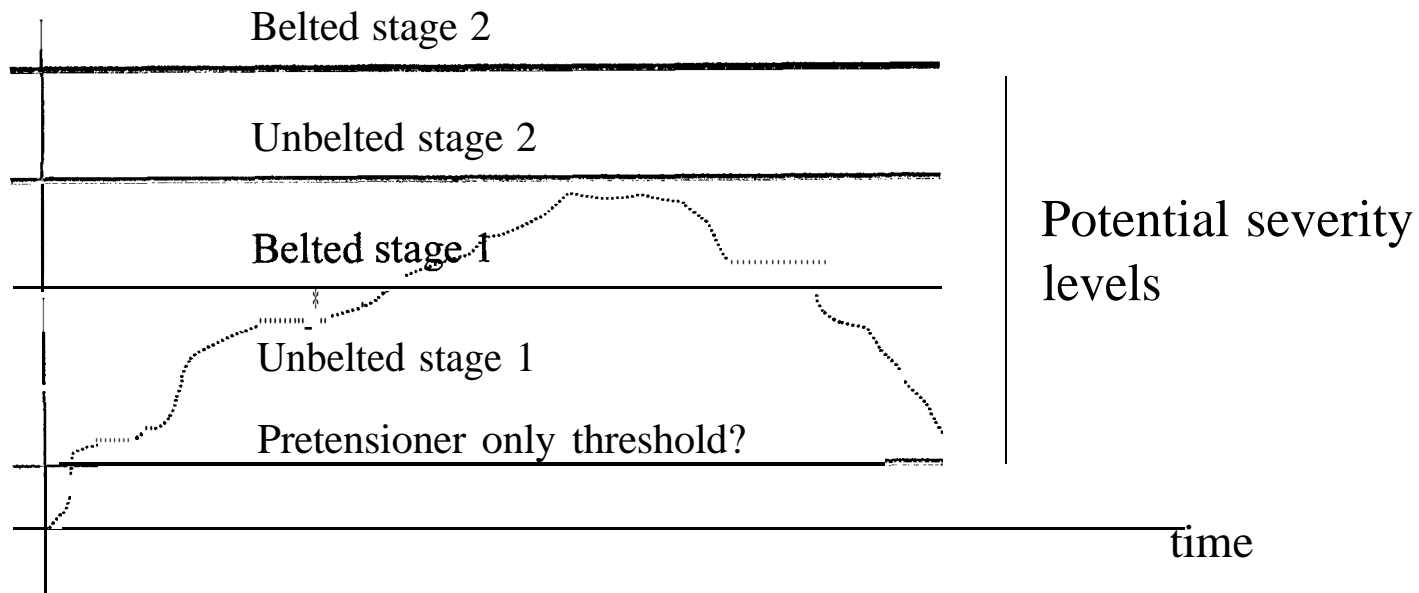 Belted stage 2
Unbelted stage 2
Belted stage 1
Unbelted stage 1
Pretensioner only threshold?
Potential severity
levels
time